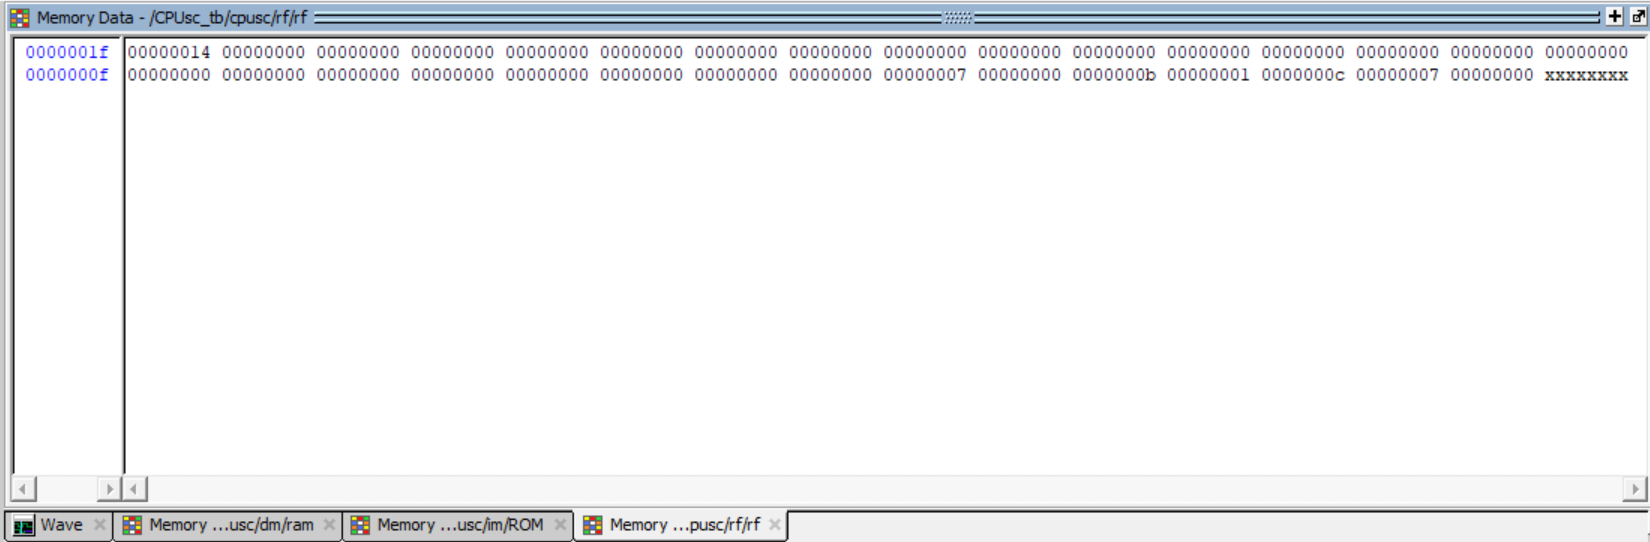 Memory Data - /CPUsc_tb/cpusc/rf/rf
0000001f 00000014 00000000 00000000 00000000 00000000 00000000 00000000 00000000 00000000 00000000 00000000 00000000 00000000 00000000 00000000 00000000
0000000f 00000000 00000000 00000000 00000000 00000000 00000000 00000000 00000000 00000007 00000000 0000000b 00000001 0000000c 00000007 00000000 xxxxxxxx
Wave Memory ...usc/dm/ram Memory ...usc/im/ROM Memory ...pusc/rf/rf